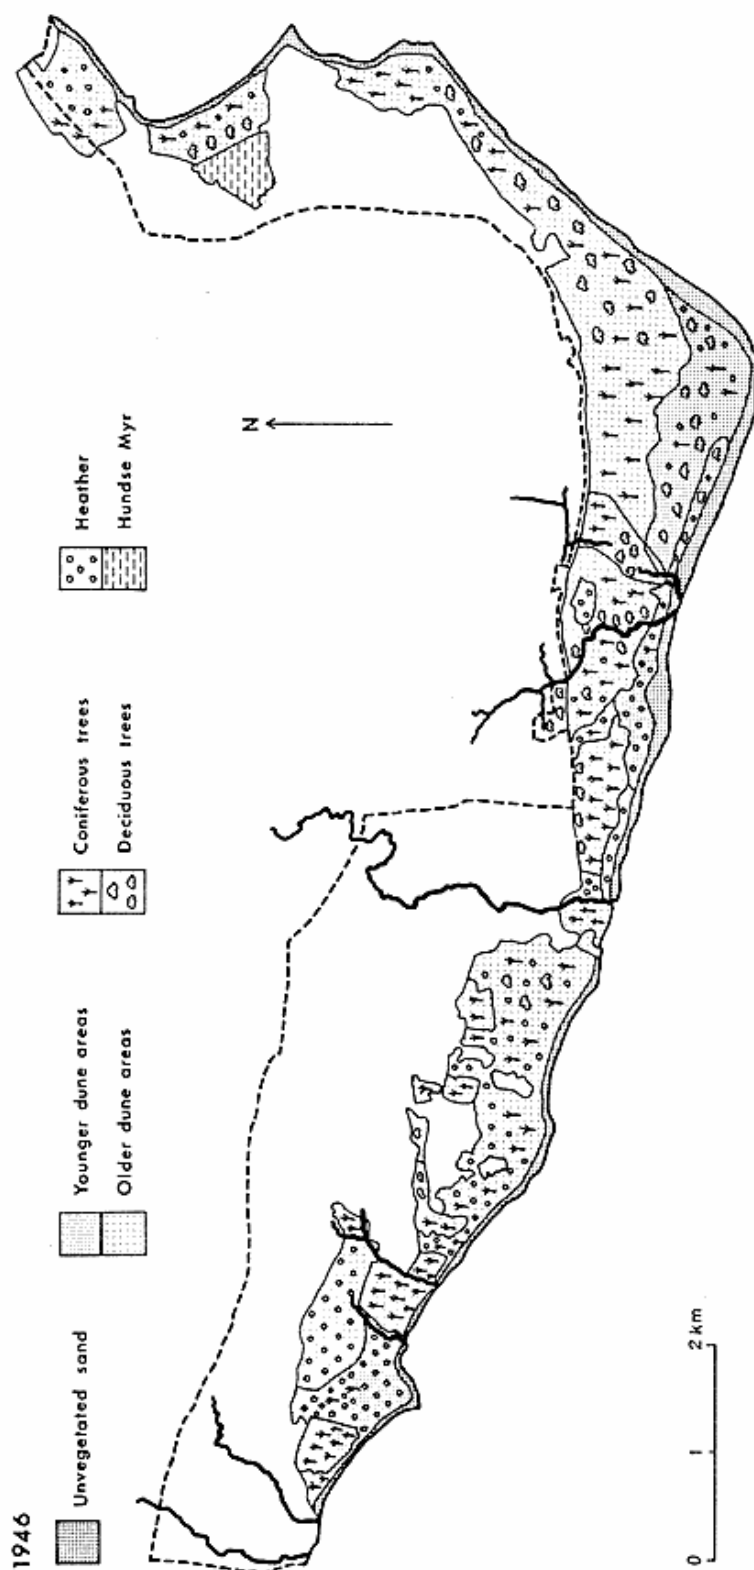 1946
Unvegetated sand
Younger dune areas
Older dune areas
Coniferous trees
Deciduous trees
Heather
Hundse Myr
N
0 1 2 km